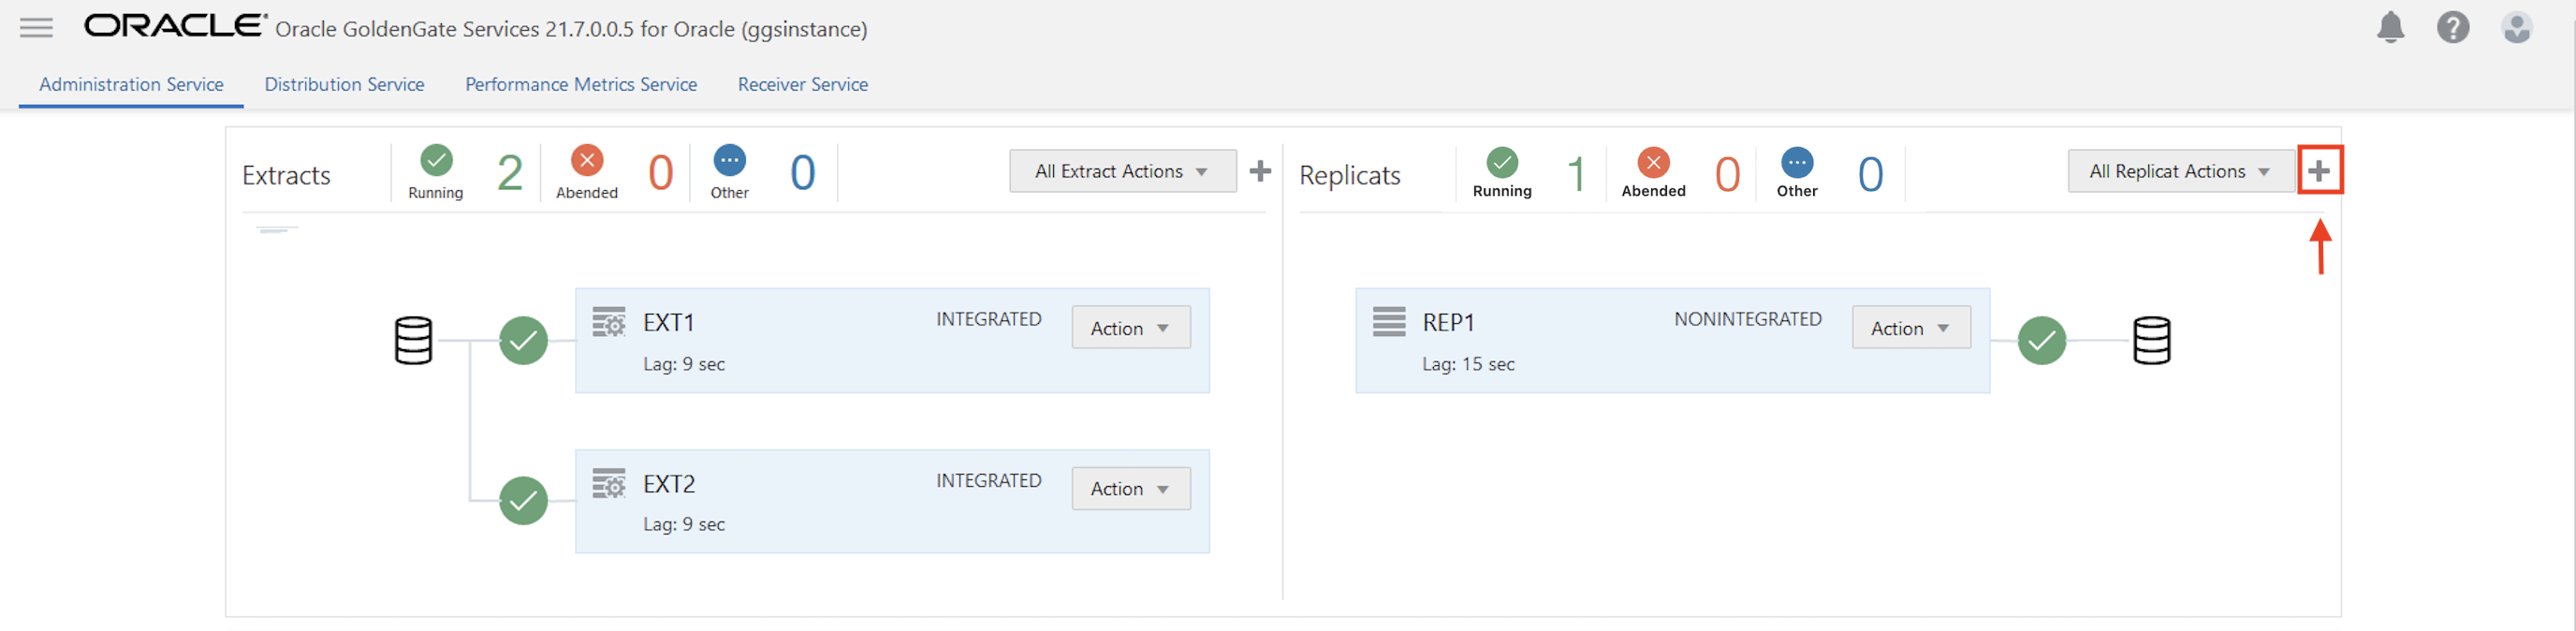 ORACLE® Oracle GoldenGate Services 21.7.0.0.5 for Oracle (ggsinstance)
Administration Service Distribution Service Performance Metrics Service Receiver Service
Extracts Running 2 Abended 0 Other 0 All Extract Actions
Replicats Running 1 Abended 0 Other 0 All Replicat Actions
EXT1 INTEGRATED Action
Lag: 9 sec
EXT2 INTEGRATED Action
Lag: 9 sec
REP1 NONINTEGRATED Action
Lag: 15 sec